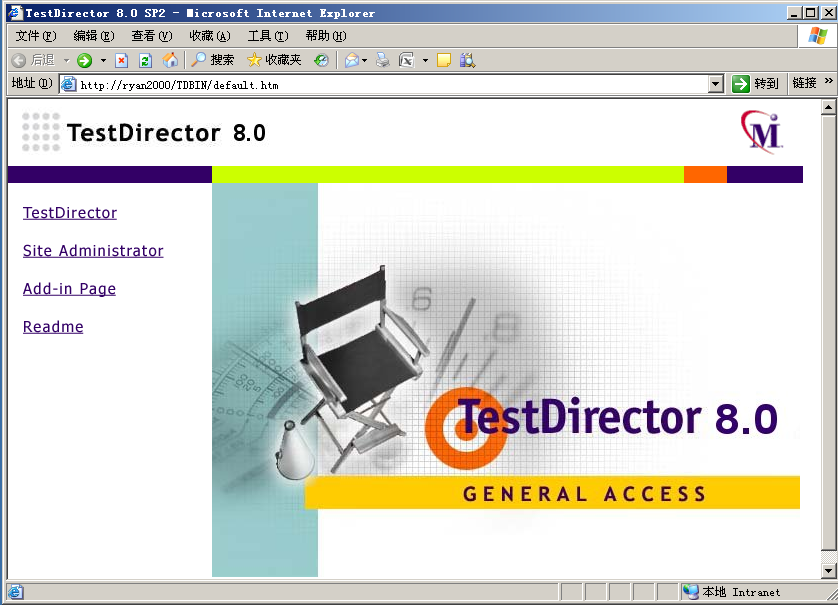 TestDirector 8.0 SP2 - Microsoft Internet Explorer
文件(F) 编辑(E) 查看(V) 收藏(A) 工具(T) 帮助(H)
后退 搜索 收藏夹
地址(D) http://ryan2000/TDBIN/default.htm 转到 链接 »
TestDirector 8.0
M
TestDirector
Site Administrator
Add-in Page
Readme
6
.8
TestDirector 8.0
GENERAL ACCESS
本地 Intranet